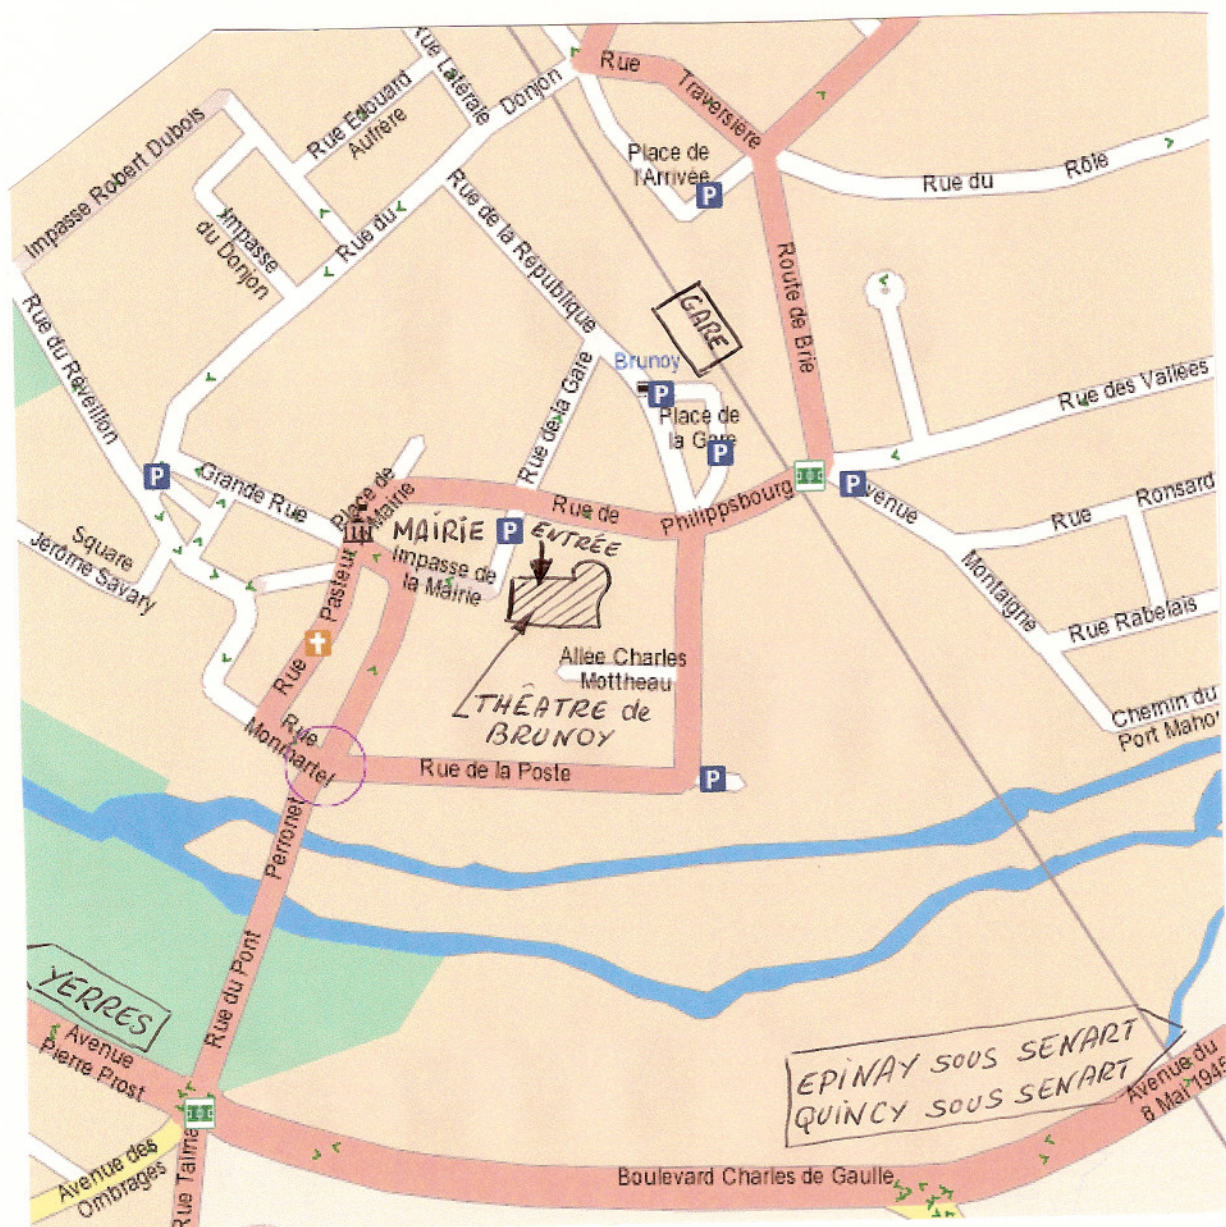 Rue Latérale
Donjon
Rue
Traversière
Rue Edouard
Aufrère
Impasse Robert Dubois
Place de
l'Arrivée
P
Rue du
Rôle
Rue de la République
Impasse
du Donjon
Rue du
Route de Brie
GARE
Rue du Réveillon
Brunoy
P
Place de
la Gare
P
Rue de la Gare
Rue des Vallées
P
Grande Rue
Place de
Mairie
Rue de
Philippsbourg
P
Avenue
Montaigne
Rue
Ronsard
MAIRIE
P
ENTRÉE
Impasse de
la Mairie
Square
Jérôme Savary
Rue
Pasteur
Rue Rabelais
Allée Charles
Mottheau
THÉATRE de
BRUNOY
Chemin du
Port Mahon
Rue
Monmartel
Rue de la Poste
P
Rue du Pont
Perronet
YERRES
Avenue
Pierre Prost
EPINAY SOUS SENART
QUINCY SOUS SENART
Avenue du
8 Mai 1945
Avenue des
Ombrages
Rue Talma
Boulevard Charles de Gaulle